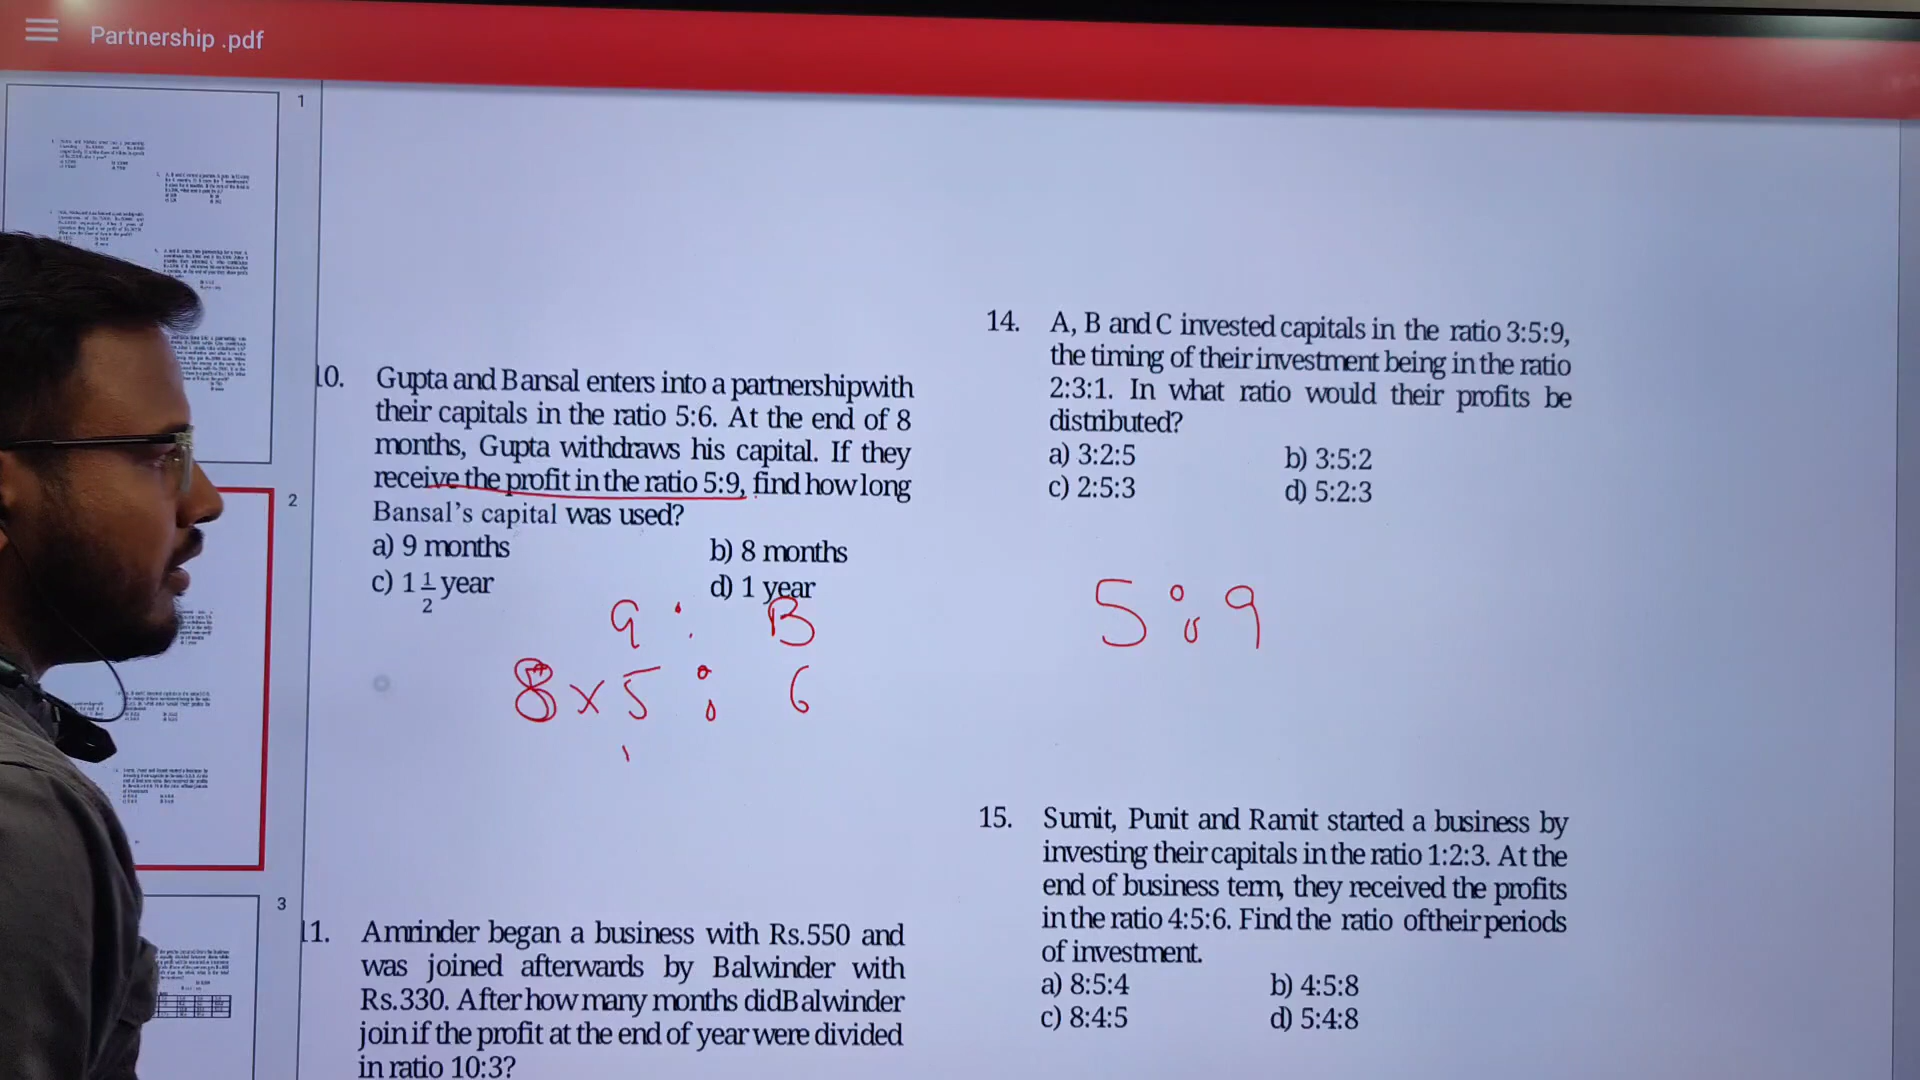 Partnership .pdf
1
2
3
10. Gupta and Bansal enters into a partnershipwith
their capitals in the ratio 5:6. At the end of 8
months, Gupta withdraws his capital. If they
receive the profit in the ratio 5:9, find how long
Bansal's capital was used?
a) 9 months b) 8 months
c) 1 1/2 year d) 1 year
G : B
8 × 5 : 6
11. Amrinder began a business with Rs.550 and
was joined afterwards by Balwinder with
Rs.330. After how many months didBalwinder
join if the profit at the end of year were divided
in ratio 10:3?
14. A, B and C invested capitals in the ratio 3:5:9,
the timing of their investment being in the ratio
2:3:1. In what ratio would their profits be
distributed?
a) 3:2:5 b) 3:5:2
c) 2:5:3 d) 5:2:3
5 : 9
15. Sumit, Punit and Ramit started a business by
investing their capitals in the ratio 1:2:3. At the
end of business term, they received the profits
in the ratio 4:5:6. Find the ratio of their periods
of investment.
a) 8:5:4 b) 4:5:8
c) 8:4:5 d) 5:4:8